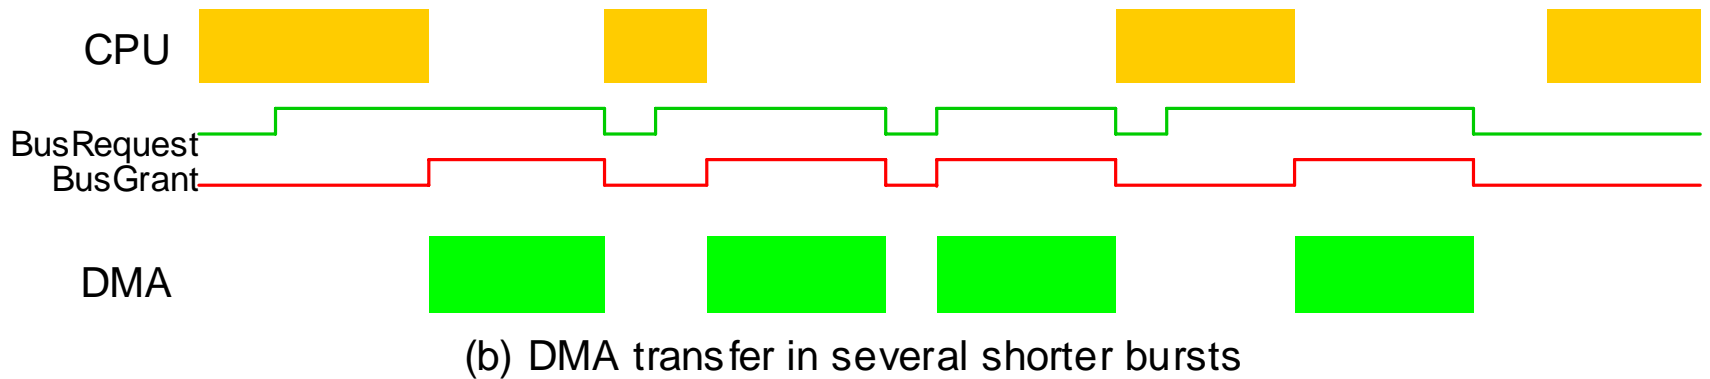 CPU
BusRequest
BusGrant
DMA
(b) DMA transfer in several shorter bursts